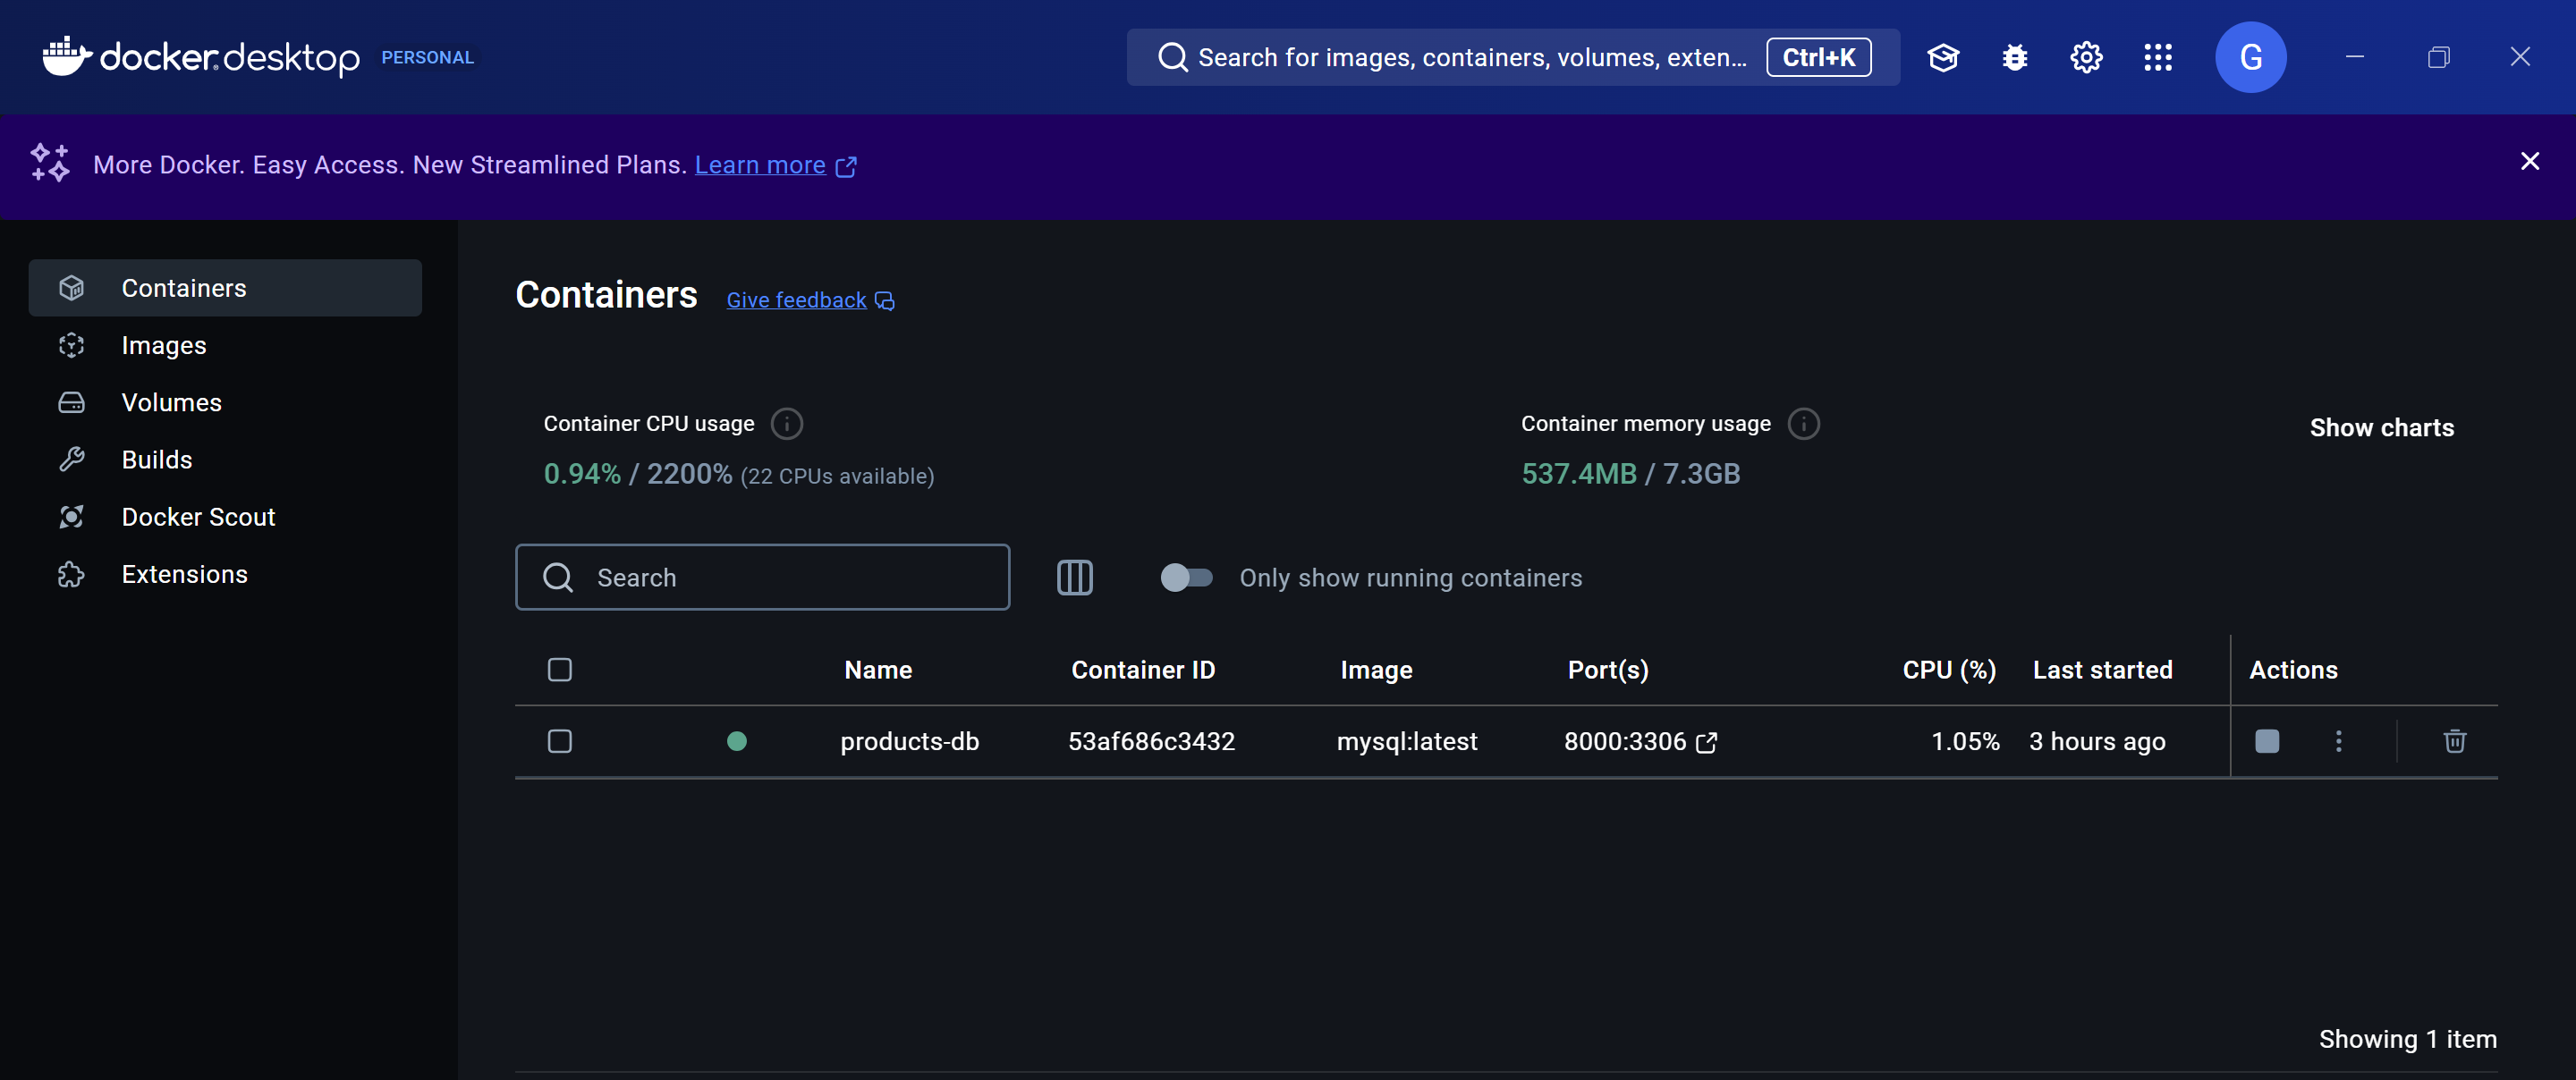 docker.desktop PERSONAL
Search for images, containers, volumes, exten... Ctrl+K
G
More Docker. Easy Access. New Streamlined Plans. Learn more
Containers
Images
Volumes
Builds
Docker Scout
Extensions
Containers Give feedback
Container CPU usage
0.94% / 2200% (22 CPUs available)
Container memory usage
537.4MB / 7.3GB
Show charts
Search
Only show running containers
Name Container ID Image Port(s) CPU (%) Last started Actions
products-db 53af686c3432 mysql:latest 8000:3306 1.05% 3 hours ago
Showing 1 item